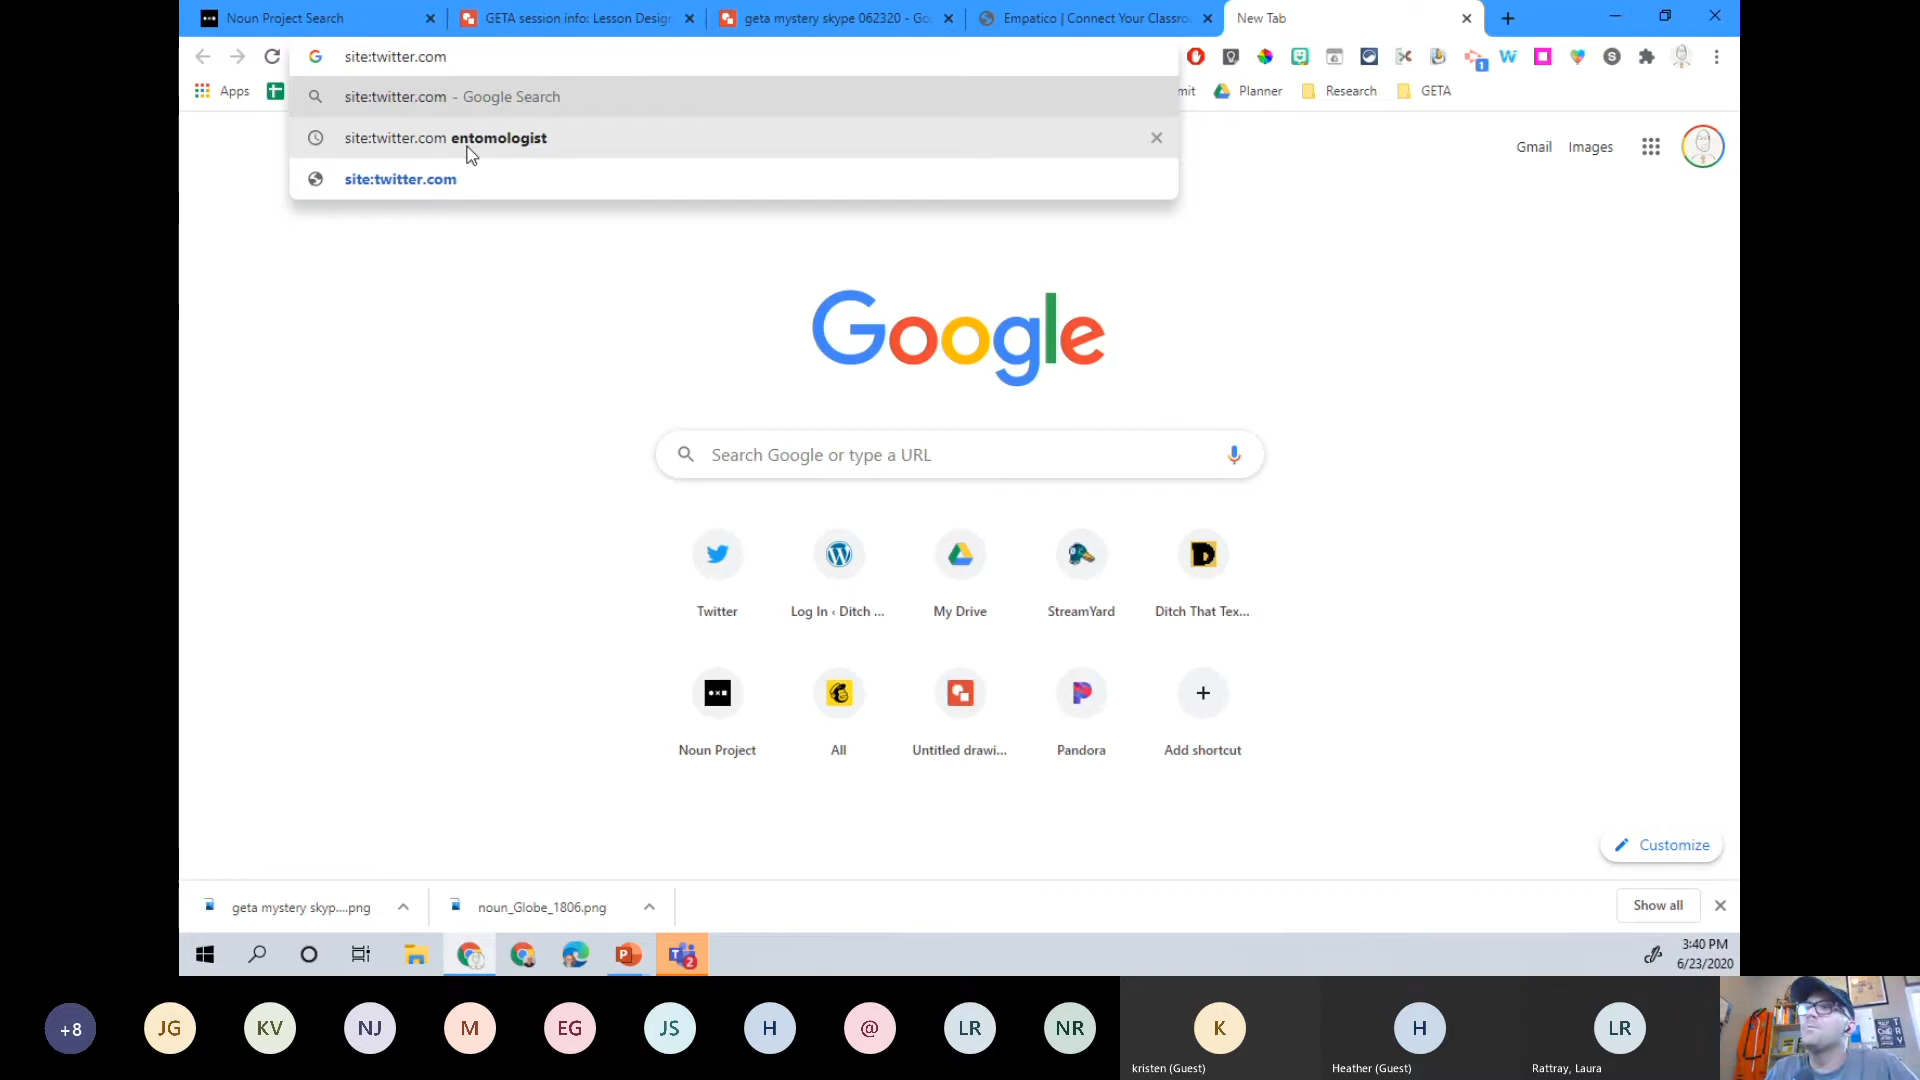 Noun Project Search
GETA session info: Lesson Design
geta mystery skype 062320 - Go
Empatico | Connect Your Classro
New Tab
site:twitter.com
Apps
mit
Planner
Research
GETA
site:twitter.com - Google Search
site:twitter.com entomologist
site:twitter.com
Gmail
Images
Google
Search Google or type a URL
Twitter
Log In ‹ Ditch ...
My Drive
StreamYard
Ditch That Tex...
Noun Project
All
Untitled drawi...
Pandora
Add shortcut
Customize
geta mystery skyp....png
noun_Globe_1806.png
Show all
3:40 PM
6/23/2020
+8
JG
KV
NJ
M
EG
JS
H
@
LR
NR
K
H
LR
kristen (Guest)
Heather (Guest)
Rattray, Laura